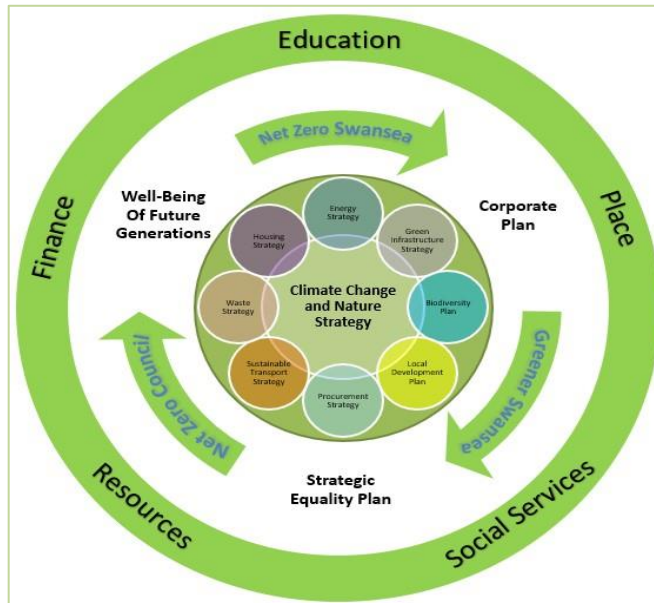 Education
Finance
Place
Resources
Social Services
Net Zero Swansea
Greener Swansea
Net Zero Council
Well-Being
Of Future
Generations
Corporate
Plan
Strategic
Equality Plan
Energy
Strategy
Housing
Strategy
Green
Infrastructure
Strategy
Waste
Strategy
Climate Change
and Nature
Strategy
Biodiversity
Plan
Sustainable
Transport
Strategy
Local
Development
Plan
Procurement
Strategy